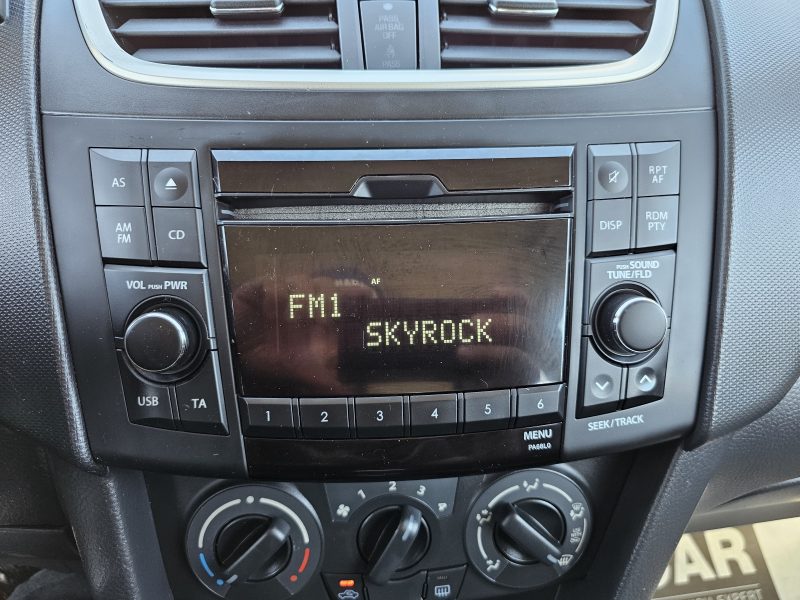 PASS
AIR BAG
OFF
PASS
AS
AM
FM
CD
RPT
AF
DISP
RDM
PTY
VOL PUSH PWR
PUSH SOUND
TUNE/FLD
AF
FM1
SKYROCK
USB
TA
1 2 3 4 5 6
MENU
PA68L0
SEEK/TRACK
1 2 3 4